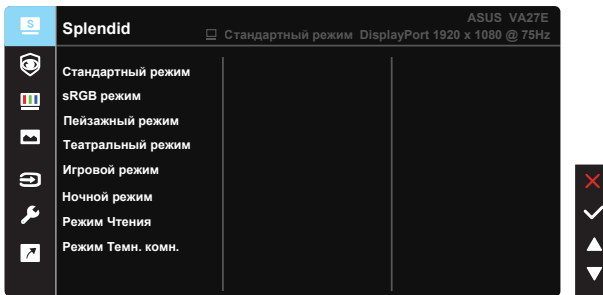 S
Splendid
ASUS VA27E
Стандартный режим DisplayPort 1920 x 1080 @ 75Hz
Стандартный режим
sRGB режим
Пейзажный режим
Театральный режим
Игровой режим
Ночной режим
Режим Чтения
Режим Темн. комн.